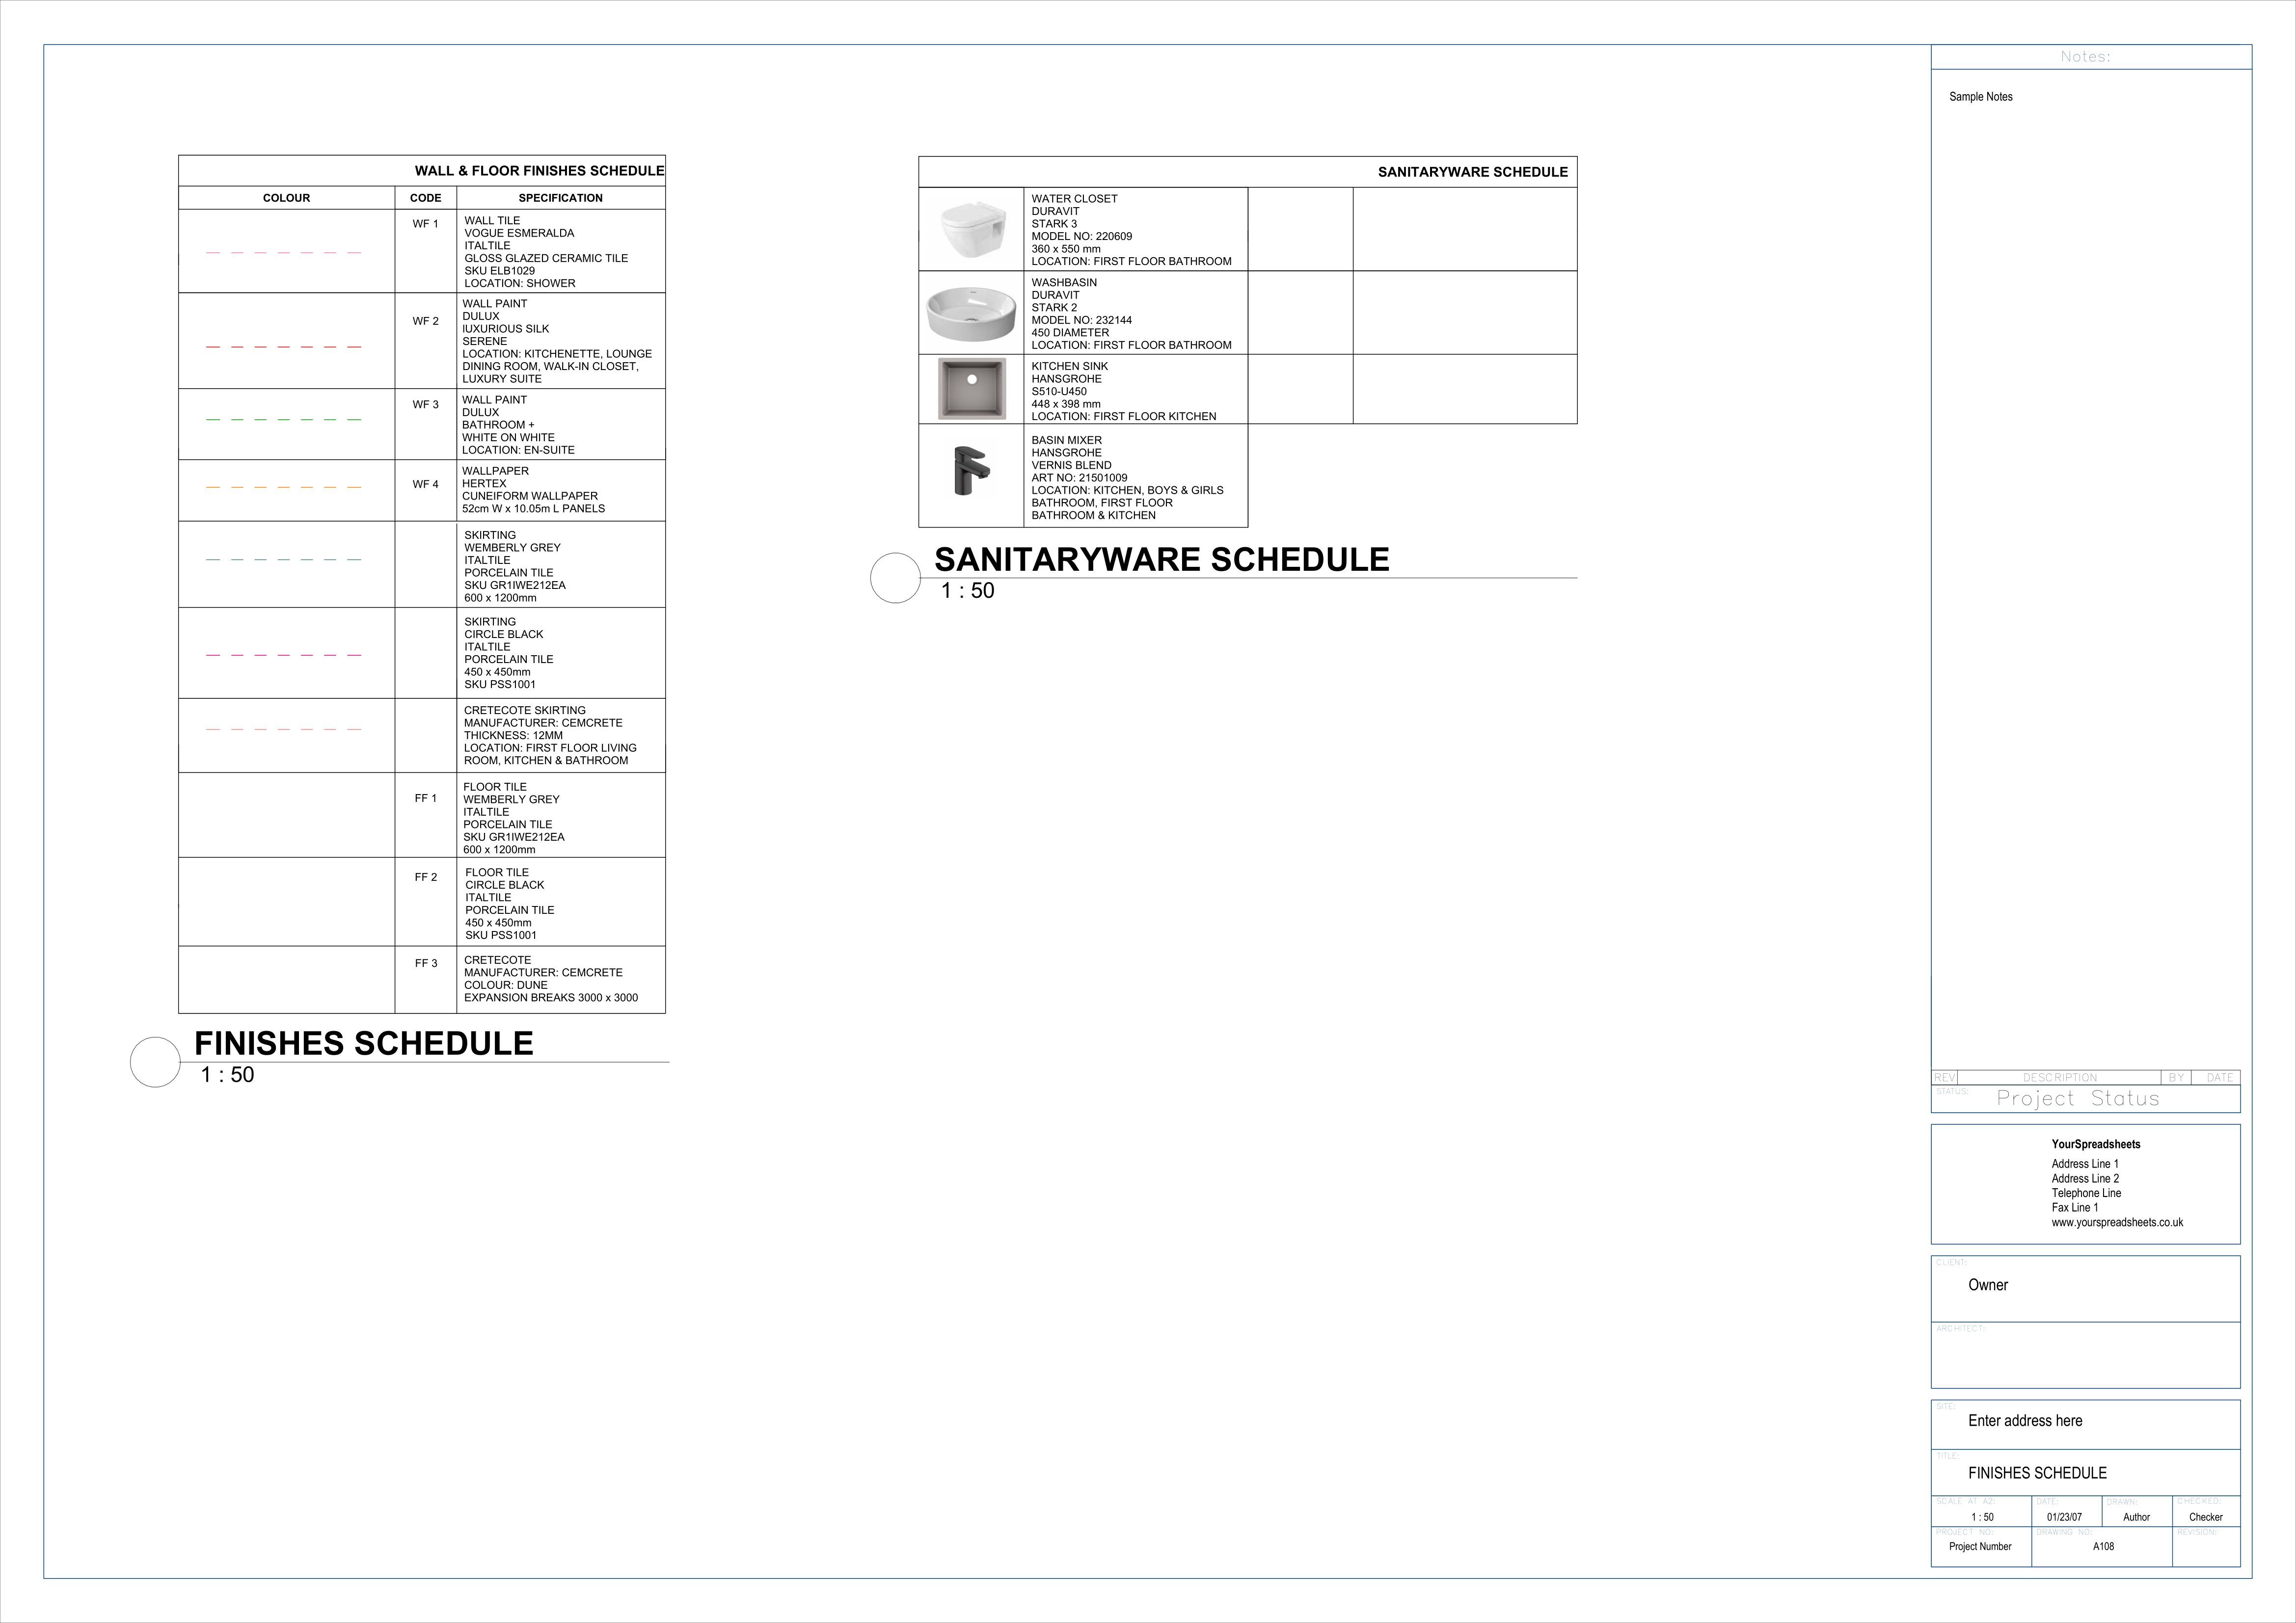 WALL & FLOOR FINISHES SCHEDULE
COLOUR CODE SPECIFICATION
WF 1
WALL TILE
VOGUE ESMERALDA
ITALTILE
GLOSS GLAZED CERAMIC TILE
SKU ELB1029
LOCATION: SHOWER
WF 2
WALL PAINT
DULUX
lUXURIOUS SILK
SERENE
LOCATION: KITCHENETTE, LOUNGE
DINING ROOM, WALK-IN CLOSET,
LUXURY SUITE
WF 3
WALL PAINT
DULUX
BATHROOM +
WHITE ON WHITE
LOCATION: EN-SUITE
WF 4
WALLPAPER
HERTEX
CUNEIFORM WALLPAPER
52cm W x 10.05m L PANELS
SKIRTING
WEMBERLY GREY
ITALTILE
PORCELAIN TILE
SKU GR1IWE212EA
600 x 1200mm
SKIRTING
CIRCLE BLACK
ITALTILE
PORCELAIN TILE
450 x 450mm
SKU PSS1001
CRETECOTE SKIRTING
MANUFACTURER: CEMCRETE
THICKNESS: 12MM
LOCATION: FIRST FLOOR LIVING
ROOM, KITCHEN & BATHROOM
FF 1
FLOOR TILE
WEMBERLY GREY
ITALTILE
PORCELAIN TILE
SKU GR1IWE212EA
600 x 1200mm
FF 2
FLOOR TILE
CIRCLE BLACK
ITALTILE
PORCELAIN TILE
450 x 450mm
SKU PSS1001
FF 3
CRETECOTE
MANUFACTURER: CEMCRETE
COLOUR: DUNE
EXPANSION BREAKS 3000 x 3000
FINISHES SCHEDULE
1 : 50
SANITARYWARE SCHEDULE
WATER CLOSET
DURAVIT
STARK 3
MODEL NO: 220609
360 x 550 mm
LOCATION: FIRST FLOOR BATHROOM
WASHBASIN
DURAVIT
STARK 2
MODEL NO: 232144
450 DIAMETER
LOCATION: FIRST FLOOR BATHROOM
KITCHEN SINK
HANSGROHE
S510-U450
448 x 398 mm
LOCATION: FIRST FLOOR KITCHEN
BASIN MIXER
HANSGROHE
VERNIS BLEND
ART NO: 21501009
LOCATION: KITCHEN, BOYS & GIRLS
BATHROOM, FIRST FLOOR
BATHROOM & KITCHEN
SANITARYWARE SCHEDULE
1 : 50
Notes:
Sample Notes
REV DESCRIPTION BY DATE
STATUS: Project Status
YourSpreadsheets
Address Line 1
Address Line 2
Telephone Line
Fax Line 1
www.yourspreadsheets.co.uk
CLIENT:
Owner
ARCHITECT:
SITE:
Enter address here
TITLE:
FINISHES SCHEDULE
SCALE AT A2: DATE: DRAWN: CHECKED:
1 : 50 01/23/07 Author Checker
PROJECT NO: DRAWING NO: REVISION:
Project Number A108